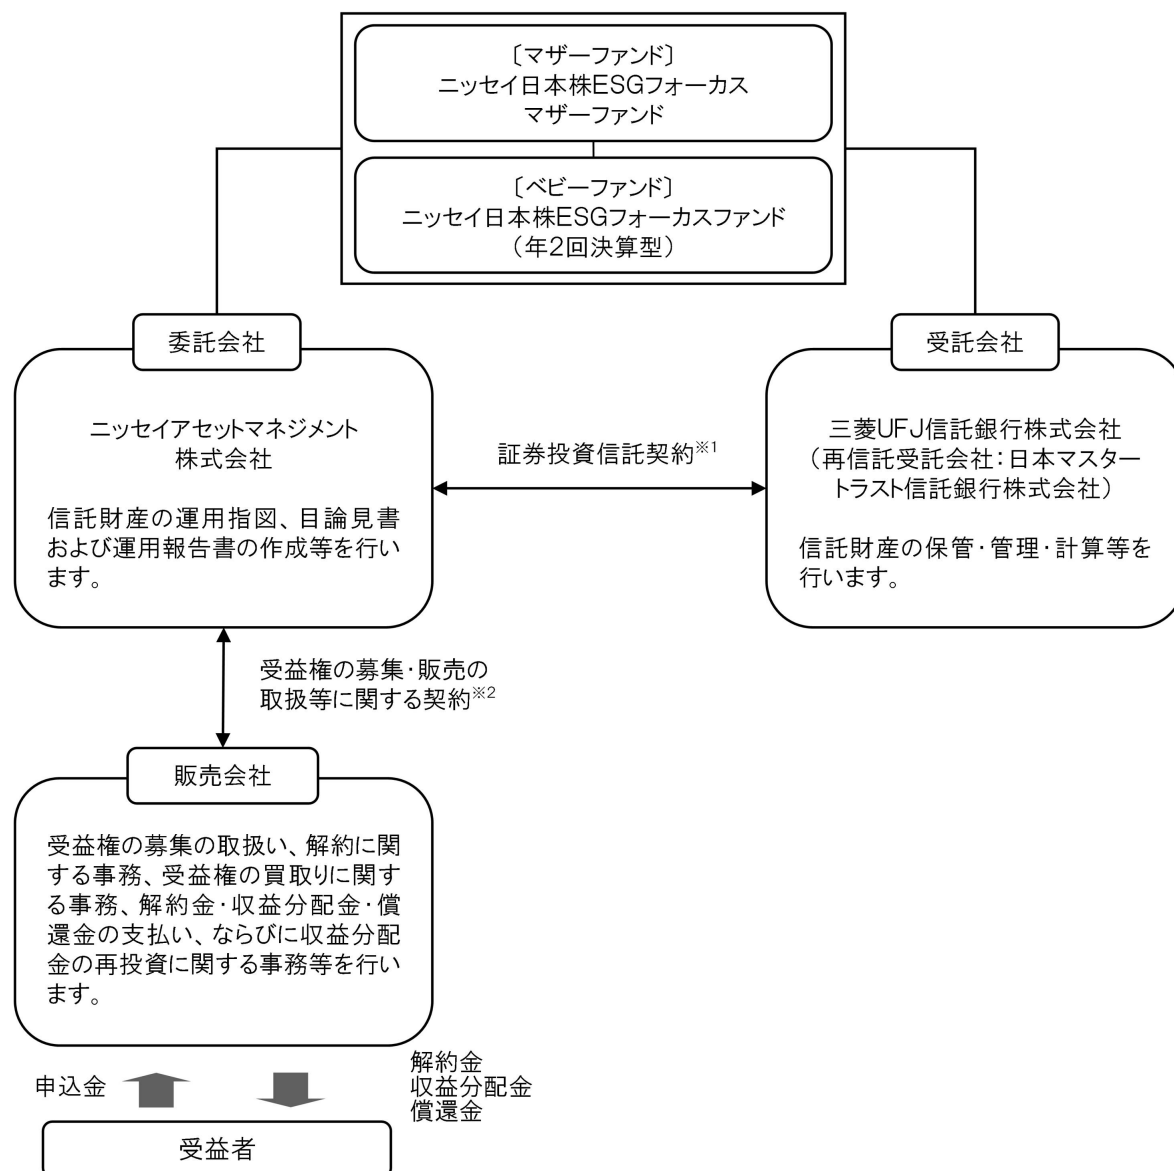 〔マザーファンド〕
ニッセイ日本株ESGフォーカス
マザーファンド
〔ベビーファンド〕
ニッセイ日本株ESGフォーカスファンド
（年2回決算型）
委託会社
ニッセイアセットマネジメント
株式会社
信託財産の運用指図、目論見書
および運用報告書の作成等を行い
ます。
証券投資信託契約※1
受託会社
三菱UFJ信託銀行株式会社
（再信託受託会社：日本マスター
トラスト信託銀行株式会社）
信託財産の保管・管理・計算等を
行います。
受益権の募集・販売の
取扱等に関する契約※2
販売会社
受益権の募集の取扱い、解約に関
する事務、受益権の買取りに関す
る事務、解約金・収益分配金・償
還金の支払い、ならびに収益分配
金の再投資に関する事務等を行い
ます。
申込金
解約金
収益分配金
償還金
受益者